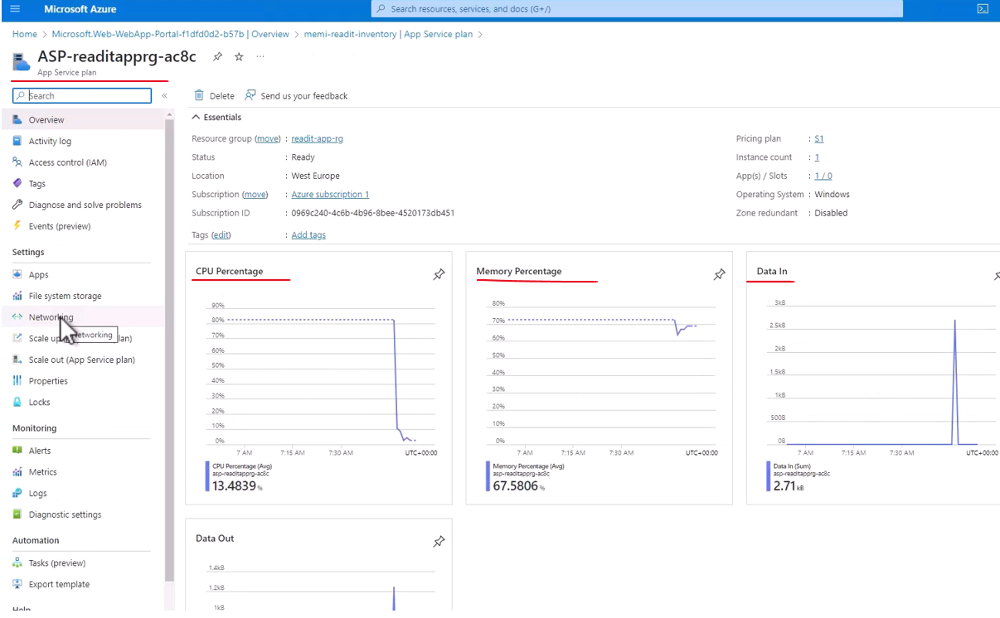 Microsoft Azure
Search resources, services, and docs (G+/)
Home > Microsoft.Web-WebApp-Portal-f1dfd0d2-b57b | Overview > memi-readit-inventory | App Service plan >
ASP-readitapprg-ac8c
App Service plan
Search
Delete
Send us your feedback
Overview
Activity log
Access control (IAM)
Tags
Diagnose and solve problems
Events (preview)
Settings
Apps
File system storage
Networking
Networking
Scale up lan)
Scale out (App Service plan)
Properties
Locks
Monitoring
Alerts
Metrics
Logs
Diagnostic settings
Automation
Tasks (preview)
Export template
Help
Essentials
Resource group (move) : readit-app-rg
Status : Ready
Location : West Europe
Subscription (move) : Azure subscription 1
Subscription ID : 0969c240-4c6b-4b96-8bee-4520173db451
Tags (edit) : Add tags
Pricing plan : S1
Instance count : 1
App(s) / Slots : 1 / 0
Operating System : Windows
Zone redundant : Disabled
CPU Percentage
90%
80%
70%
60%
50%
40%
30%
20%
10%
0%
7 AM 7:15 AM 7:30 AM UTC+00:00
CPU Percentage (Avg)
asp-readitapprg-ac8c
13.4839 %
Memory Percentage
80%
70%
60%
50%
40%
30%
20%
10%
0%
7 AM 7:15 AM 7:30 AM UTC+00:00
Memory Percentage (Avg)
asp-readitapprg-ac8c
67.5806 %
Data In
3kB
2.5kB
2kB
1.5kB
1kB
500B
0B
7 AM 7:15 AM 7:30 AM UTC+00:00
Data In (Sum)
asp-readitapprg-ac8c
2.71 kB
Data Out
1.4kB
1.2kB
1kB